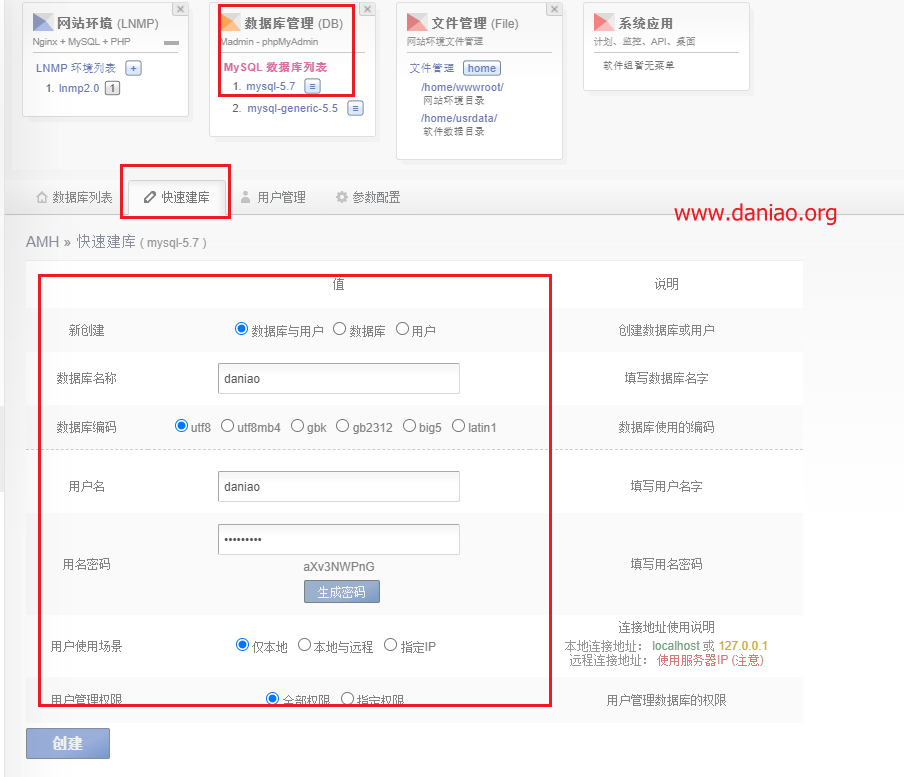 网站环境 (LNMP)
Nginx + MySQL + PHP
LNMP 环境列表 +
1. lnmp2.0 1
数据库管理 (DB)
Madmin - phpMyAdmin
MySQL 数据库列表
1. mysql-5.7
2. mysql-generic-5.5
文件管理 (File)
网站环境文件管理
文件管理 home
/home/wwwroot/
网站环境目录
/home/usrdata/
软件数据目录
系统应用
计划、监控、API、桌面
软件组暂无菜单
数据库列表 快速建库 用户管理 参数配置
www.daniao.org
AMH » 快速建库 ( mysql-5.7 )
值 说明
新创建 数据库与用户 数据库 用户 创建数据库或用户
数据库名称 daniao 填写数据库名字
数据库编码 utf8 utf8mb4 gbk gb2312 big5 latin1 数据库使用的编码
用户名 daniao 填写用户名字
用名密码 ••••••••• 填写用名密码
aXv3NWPnG
生成密码
用户使用场景 仅本地 本地与远程 指定IP
连接地址使用说明
本地连接地址: localhost 或 127.0.0.1
远程连接地址: 使用服务器IP (注意)
用户管理权限 全部权限 指定权限 用户管理数据库的权限
创建